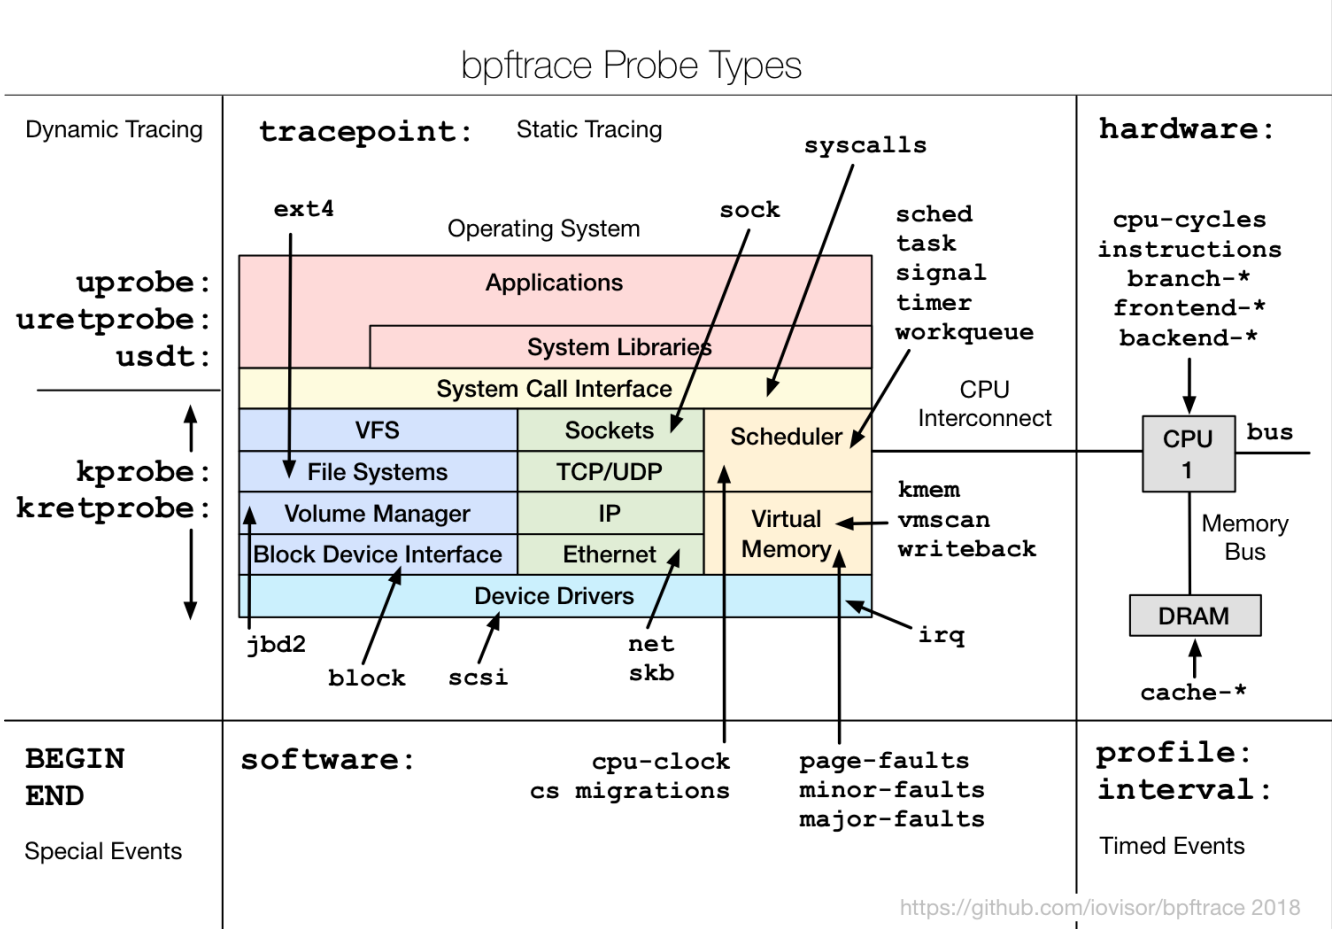 bpftrace Probe Types
Dynamic Tracing
tracepoint: Static Tracing
hardware:
syscalls
ext4
sock
Operating System
sched
task
signal
timer
workqueue
cpu-cycles
instructions
branch-*
frontend-*
backend-*
uprobe:
uretprobe:
usdt:
Applications
System Libraries
System Call Interface
CPU
Interconnect
VFS
Sockets
Scheduler
CPU
1
bus
kprobe:
kretprobe:
File Systems
TCP/UDP
Volume Manager
IP
Virtual
Memory
kmem
vmscan
writeback
Memory
Bus
Block Device Interface
Ethernet
Device Drivers
DRAM
jbd2
block
scsi
net
skb
irq
cache-*
BEGIN
END
Special Events
software:
cpu-clock
cs migrations
page-faults
minor-faults
major-faults
profile:
interval:
Timed Events
https://github.com/iovisor/bpftrace 2018